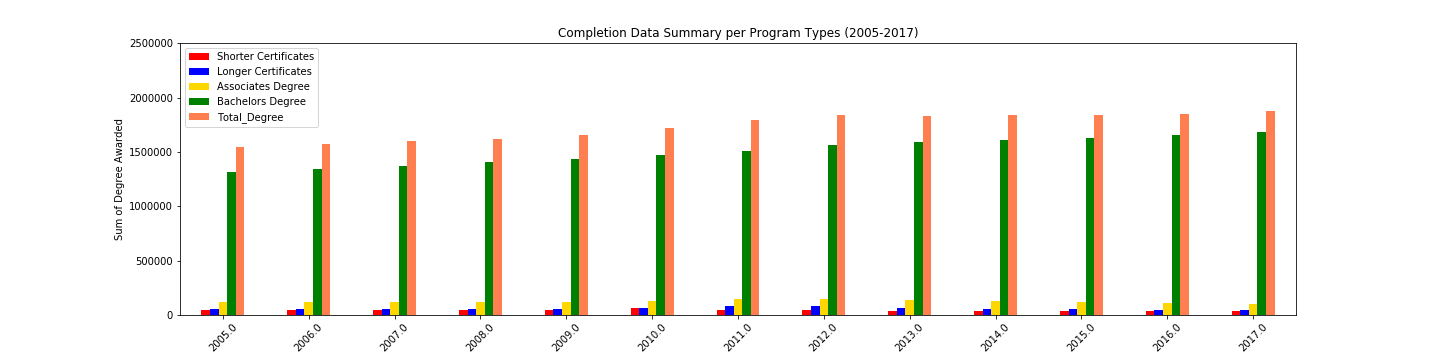 Completion Data Summary per Program Types (2005-2017)
2500000
2000000
1500000
1000000
500000
0
Sum of Degree Awarded
Shorter Certificates
Longer Certificates
Associates Degree
Bachelors Degree
Total_Degree
2005.0
2006.0
2007.0
2008.0
2009.0
2010.0
2011.0
2012.0
2013.0
2014.0
2015.0
2016.0
2017.0